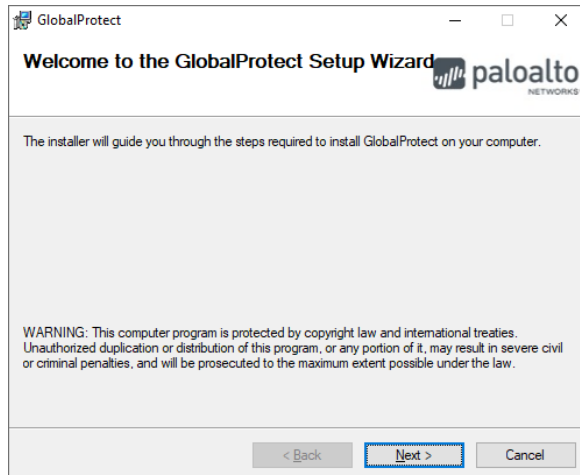 GlobalProtect
Welcome to the GlobalProtect Setup Wizard
paloalto
NETWORKS
The installer will guide you through the steps required to install GlobalProtect on your computer.
WARNING: This computer program is protected by copyright law and international treaties.
Unauthorized duplication or distribution of this program, or any portion of it, may result in severe civil
or criminal penalties, and will be prosecuted to the maximum extent possible under the law.
< Back Next > Cancel